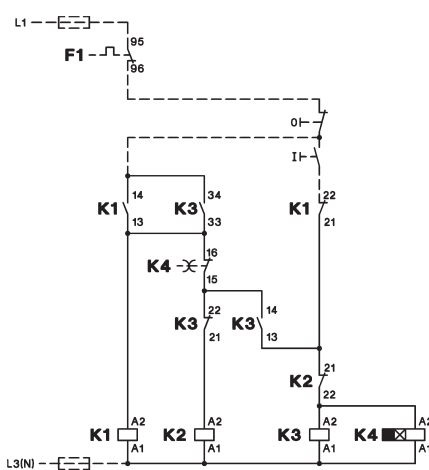 L1
95
F1
96
O
I
14 34 22
K1 K3 K1
13 33 21
16
K4
15
22 14
K3 K3
21 13
21
K2
22
A2 A2 A2 A2
K1 K2 K3 K4
A1 A1 A1 A1
L3(N)